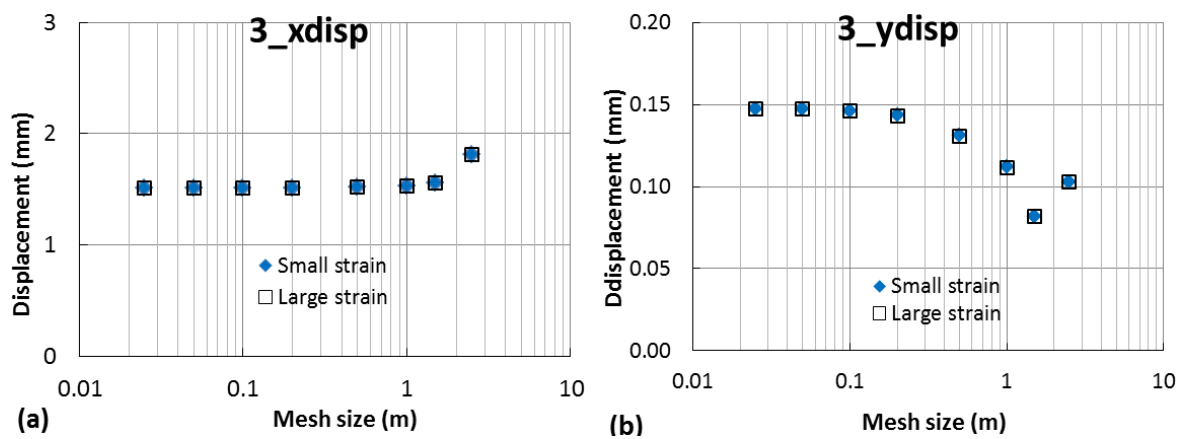 3_xdisp
3
2
1
0
Displacement (mm)
Small strain
Large strain
0.01
0.1
1
10
Mesh size (m)
(a)
3_ydisp
0.20
0.15
0.10
0.05
0.00
Ddisplacement (mm)
Small strain
Large strain
0.01
0.1
1
10
Mesh size (m)
(b)